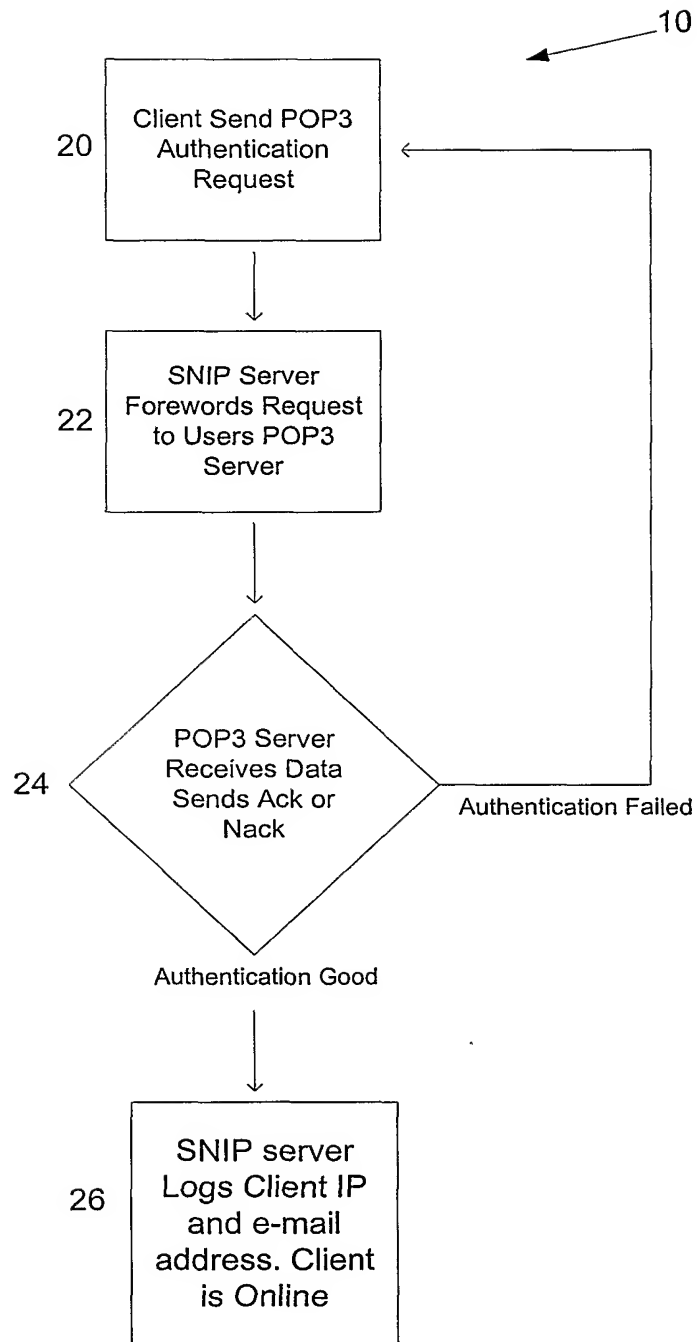 10
20
Client Send POP3
Authentication
Request
22
SNIP Server
Forewords Request
to Users POP3
Server
24
POP3 Server
Receives Data
Sends Ack or
Nack
Authentication Failed
Authentication Good
26
SNIP server
Logs Client IP
and e-mail
address. Client
is Online